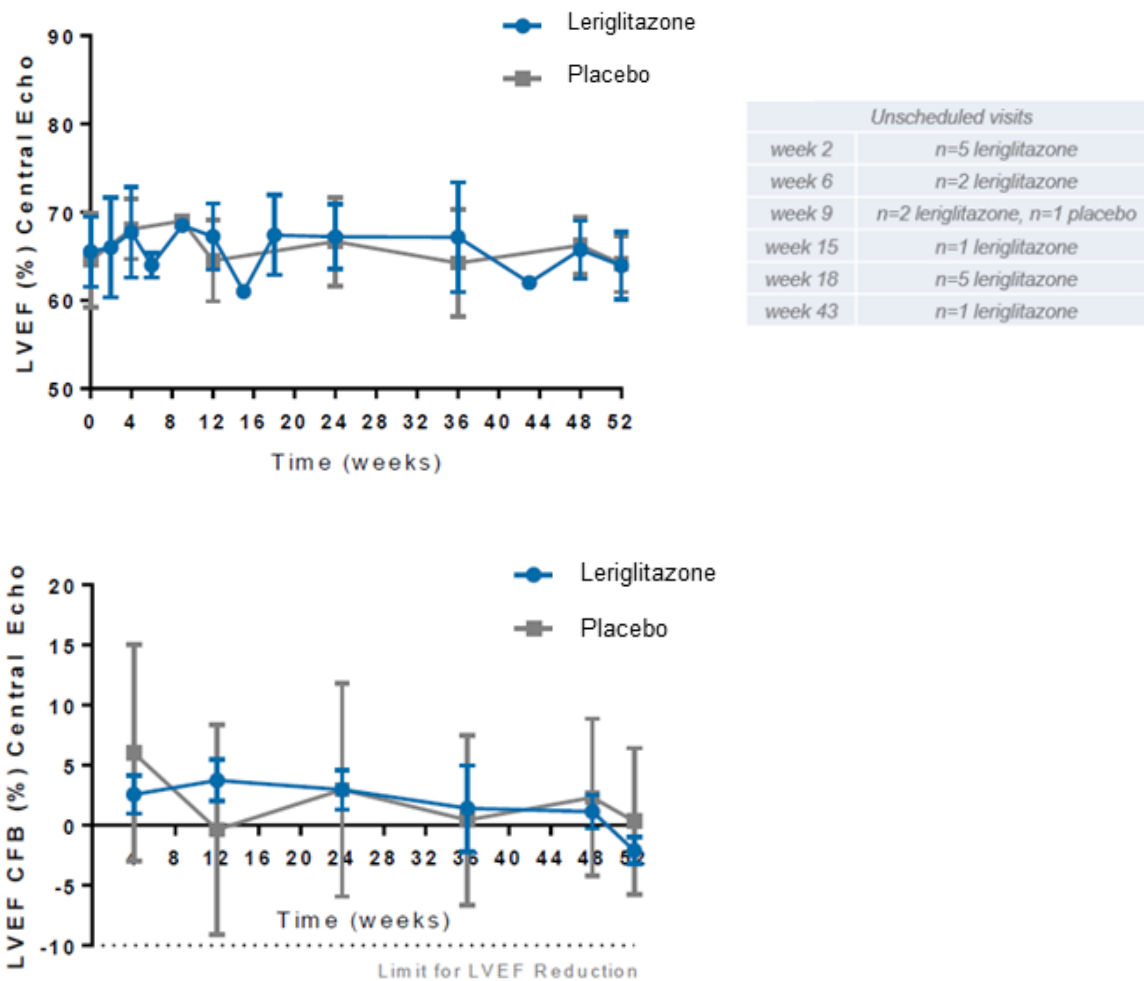 Leriglitazone
Placebo
LVEF (%) Central Echo
90
80
70
60
50
0 4 8 12 16 20 24 28 32 36 40 44 48 52
Time (weeks)
Unscheduled visits
week 2 n=5 leriglitazone
week 6 n=2 leriglitazone
week 9 n=2 leriglitazone, n=1 placebo
week 15 n=1 leriglitazone
week 18 n=5 leriglitazone
week 43 n=1 leriglitazone
Leriglitazone
Placebo
LVEF CFB (%) Central Echo
20
15
10
5
0
-5
-10
4 8 12 16 20 24 28 32 36 40 44 48 52
Time (weeks)
Limit for LVEF Reduction